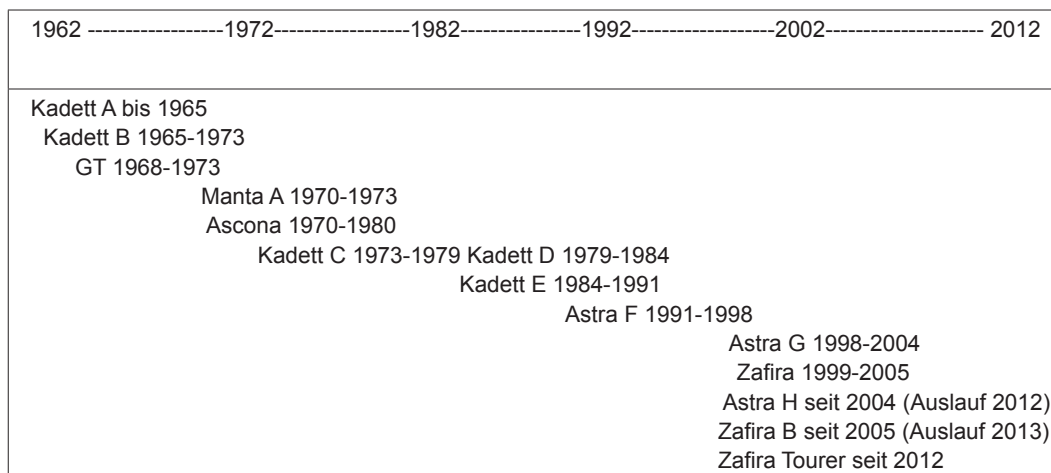 1962 ------------------1972------------------1982----------------1992-------------------2002--------------------- 2012
Kadett A bis 1965
Kadett B 1965-1973
GT 1968-1973
Manta A 1970-1973
Ascona 1970-1980
Kadett C 1973-1979 Kadett D 1979-1984
Kadett E 1984-1991
Astra F 1991-1998
Astra G 1998-2004
Zafira 1999-2005
Astra H seit 2004 (Auslauf 2012)
Zafira B seit 2005 (Auslauf 2013)
Zafira Tourer seit 2012